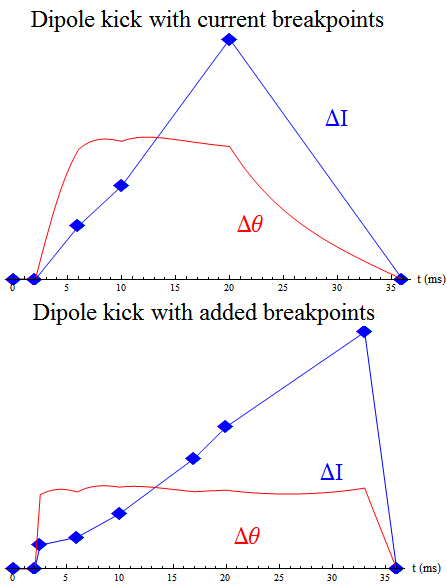 Dipole kick with current breakpoints
ΔI
Δθ
0 5 10 15 20 25 30 35 t (ms)
Dipole kick with added breakpoints
ΔI
Δθ
0 5 10 15 20 25 30 35 t (ms)